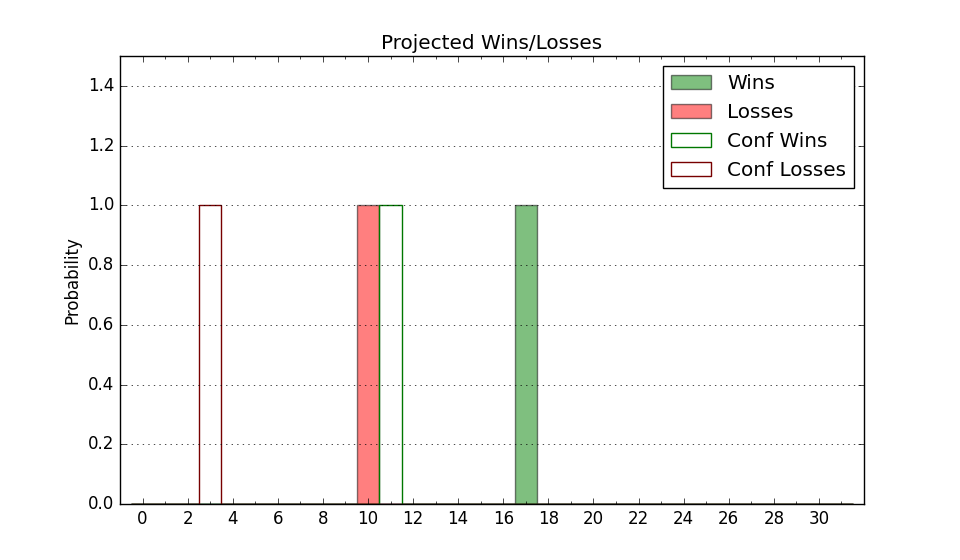 Projected Wins/Losses
Wins
Losses
Conf Wins
Conf Losses
Probability
1.4
1.2
1.0
0.8
0.6
0.4
0.2
0.0
0 2 4 6 8 10 12 14 16 18 20 22 24 26 28 30